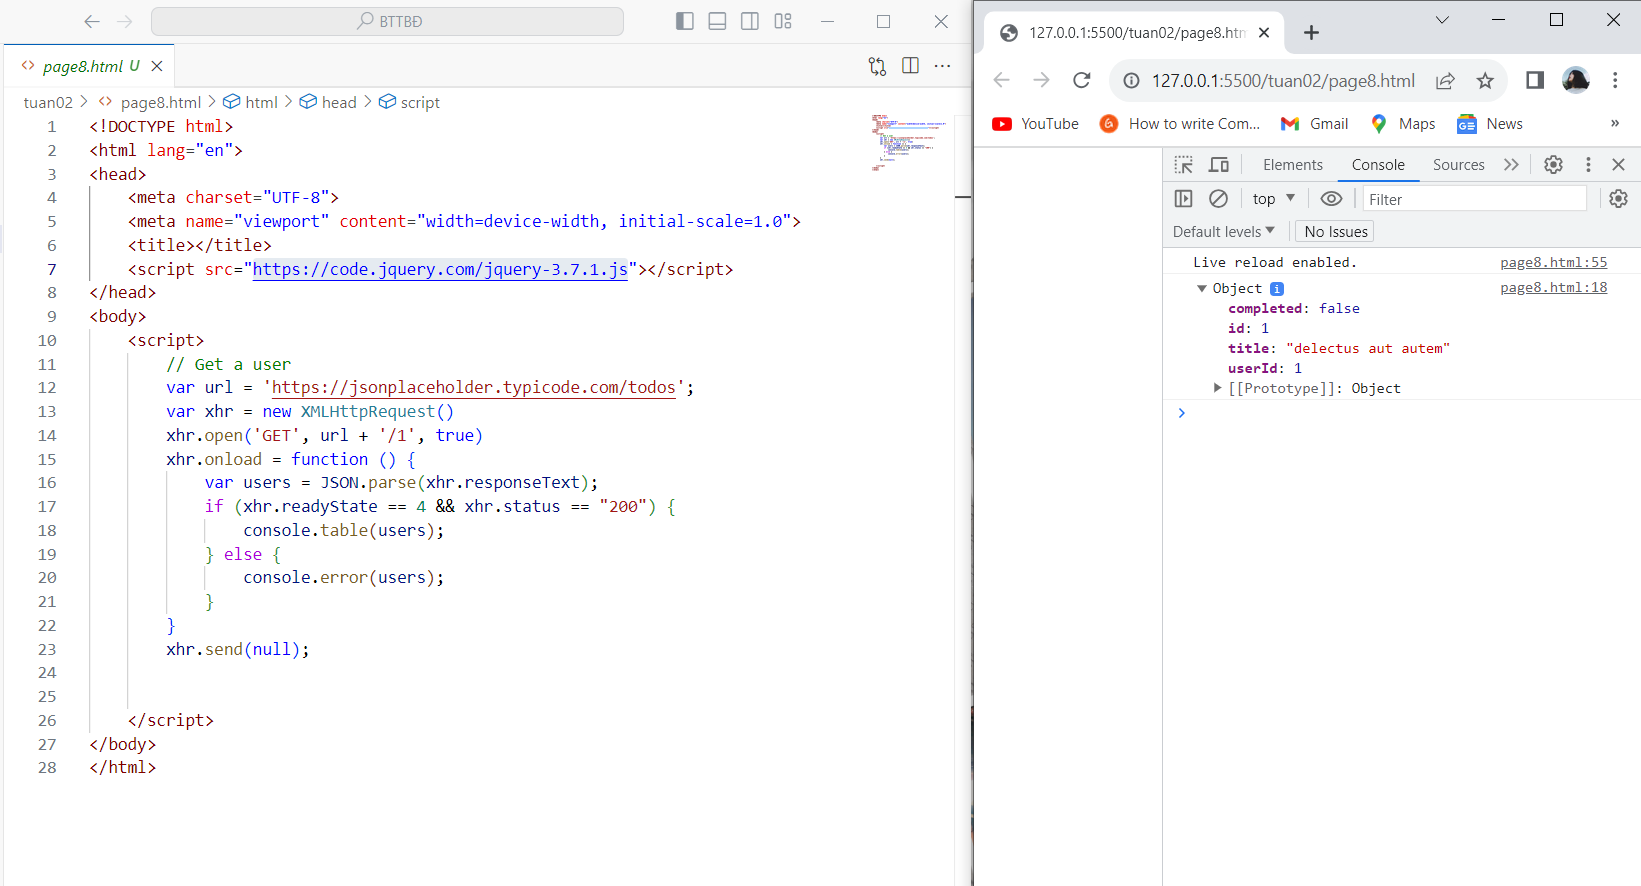 BTTBĐ
page8.html U
tuan02 > page8.html > html > head > script
1 <!DOCTYPE html>
2 <html lang="en">
3 <head>
4 <meta charset="UTF-8">
5 <meta name="viewport" content="width=device-width, initial-scale=1.0">
6 <title></title>
7 <script src="https://code.jquery.com/jquery-3.7.1.js"></script>
8 </head>
9 <body>
10 <script>
11 // Get a user
12 var url = 'https://jsonplaceholder.typicode.com/todos';
13 var xhr = new XMLHttpRequest()
14 xhr.open('GET', url + '/1', true)
15 xhr.onload = function () {
16 var users = JSON.parse(xhr.responseText);
17 if (xhr.readyState == 4 && xhr.status == "200") {
18 console.table(users);
19 } else {
20 console.error(users);
21 }
22 }
23 xhr.send(null);
24
25
26 </script>
27 </body>
28 </html>
127.0.0.1:5500/tuan02/page8.htm
127.0.0.1:5500/tuan02/page8.html
YouTube How to write Com... Gmail Maps News »
Elements Console Sources
top Filter
Default levels No Issues
Live reload enabled. page8.html:55
Object page8.html:18
completed: false
id: 1
title: "delectus aut autem"
userId: 1
[[Prototype]]: Object